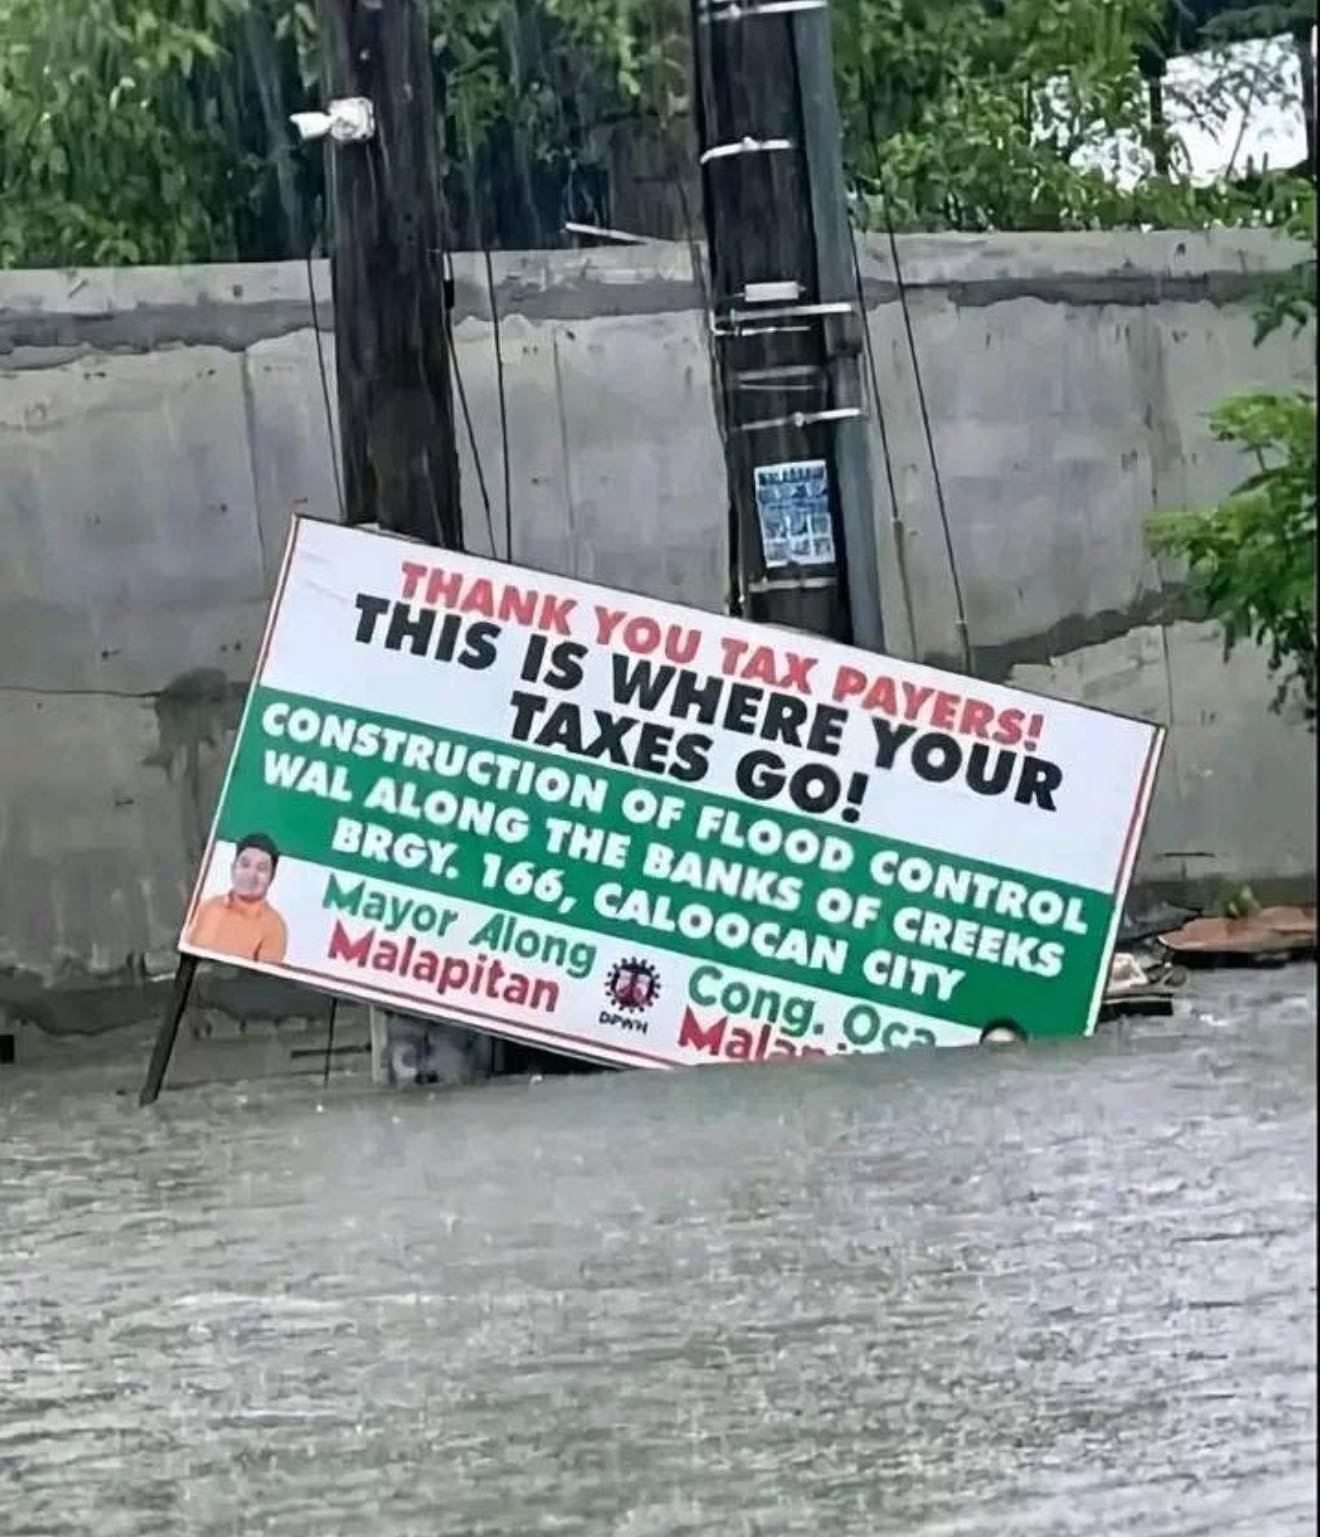 THANK YOU TAX PAYERS!
THIS IS WHERE YOUR
TAXES GO!
CONSTRUCTION OF FLOOD CONTROL
WAL ALONG THE BANKS OF CREEKS
BRGY. 166, CALOOCAN CITY
Mayor Along
Malapitan
DPWH
Cong. Oca